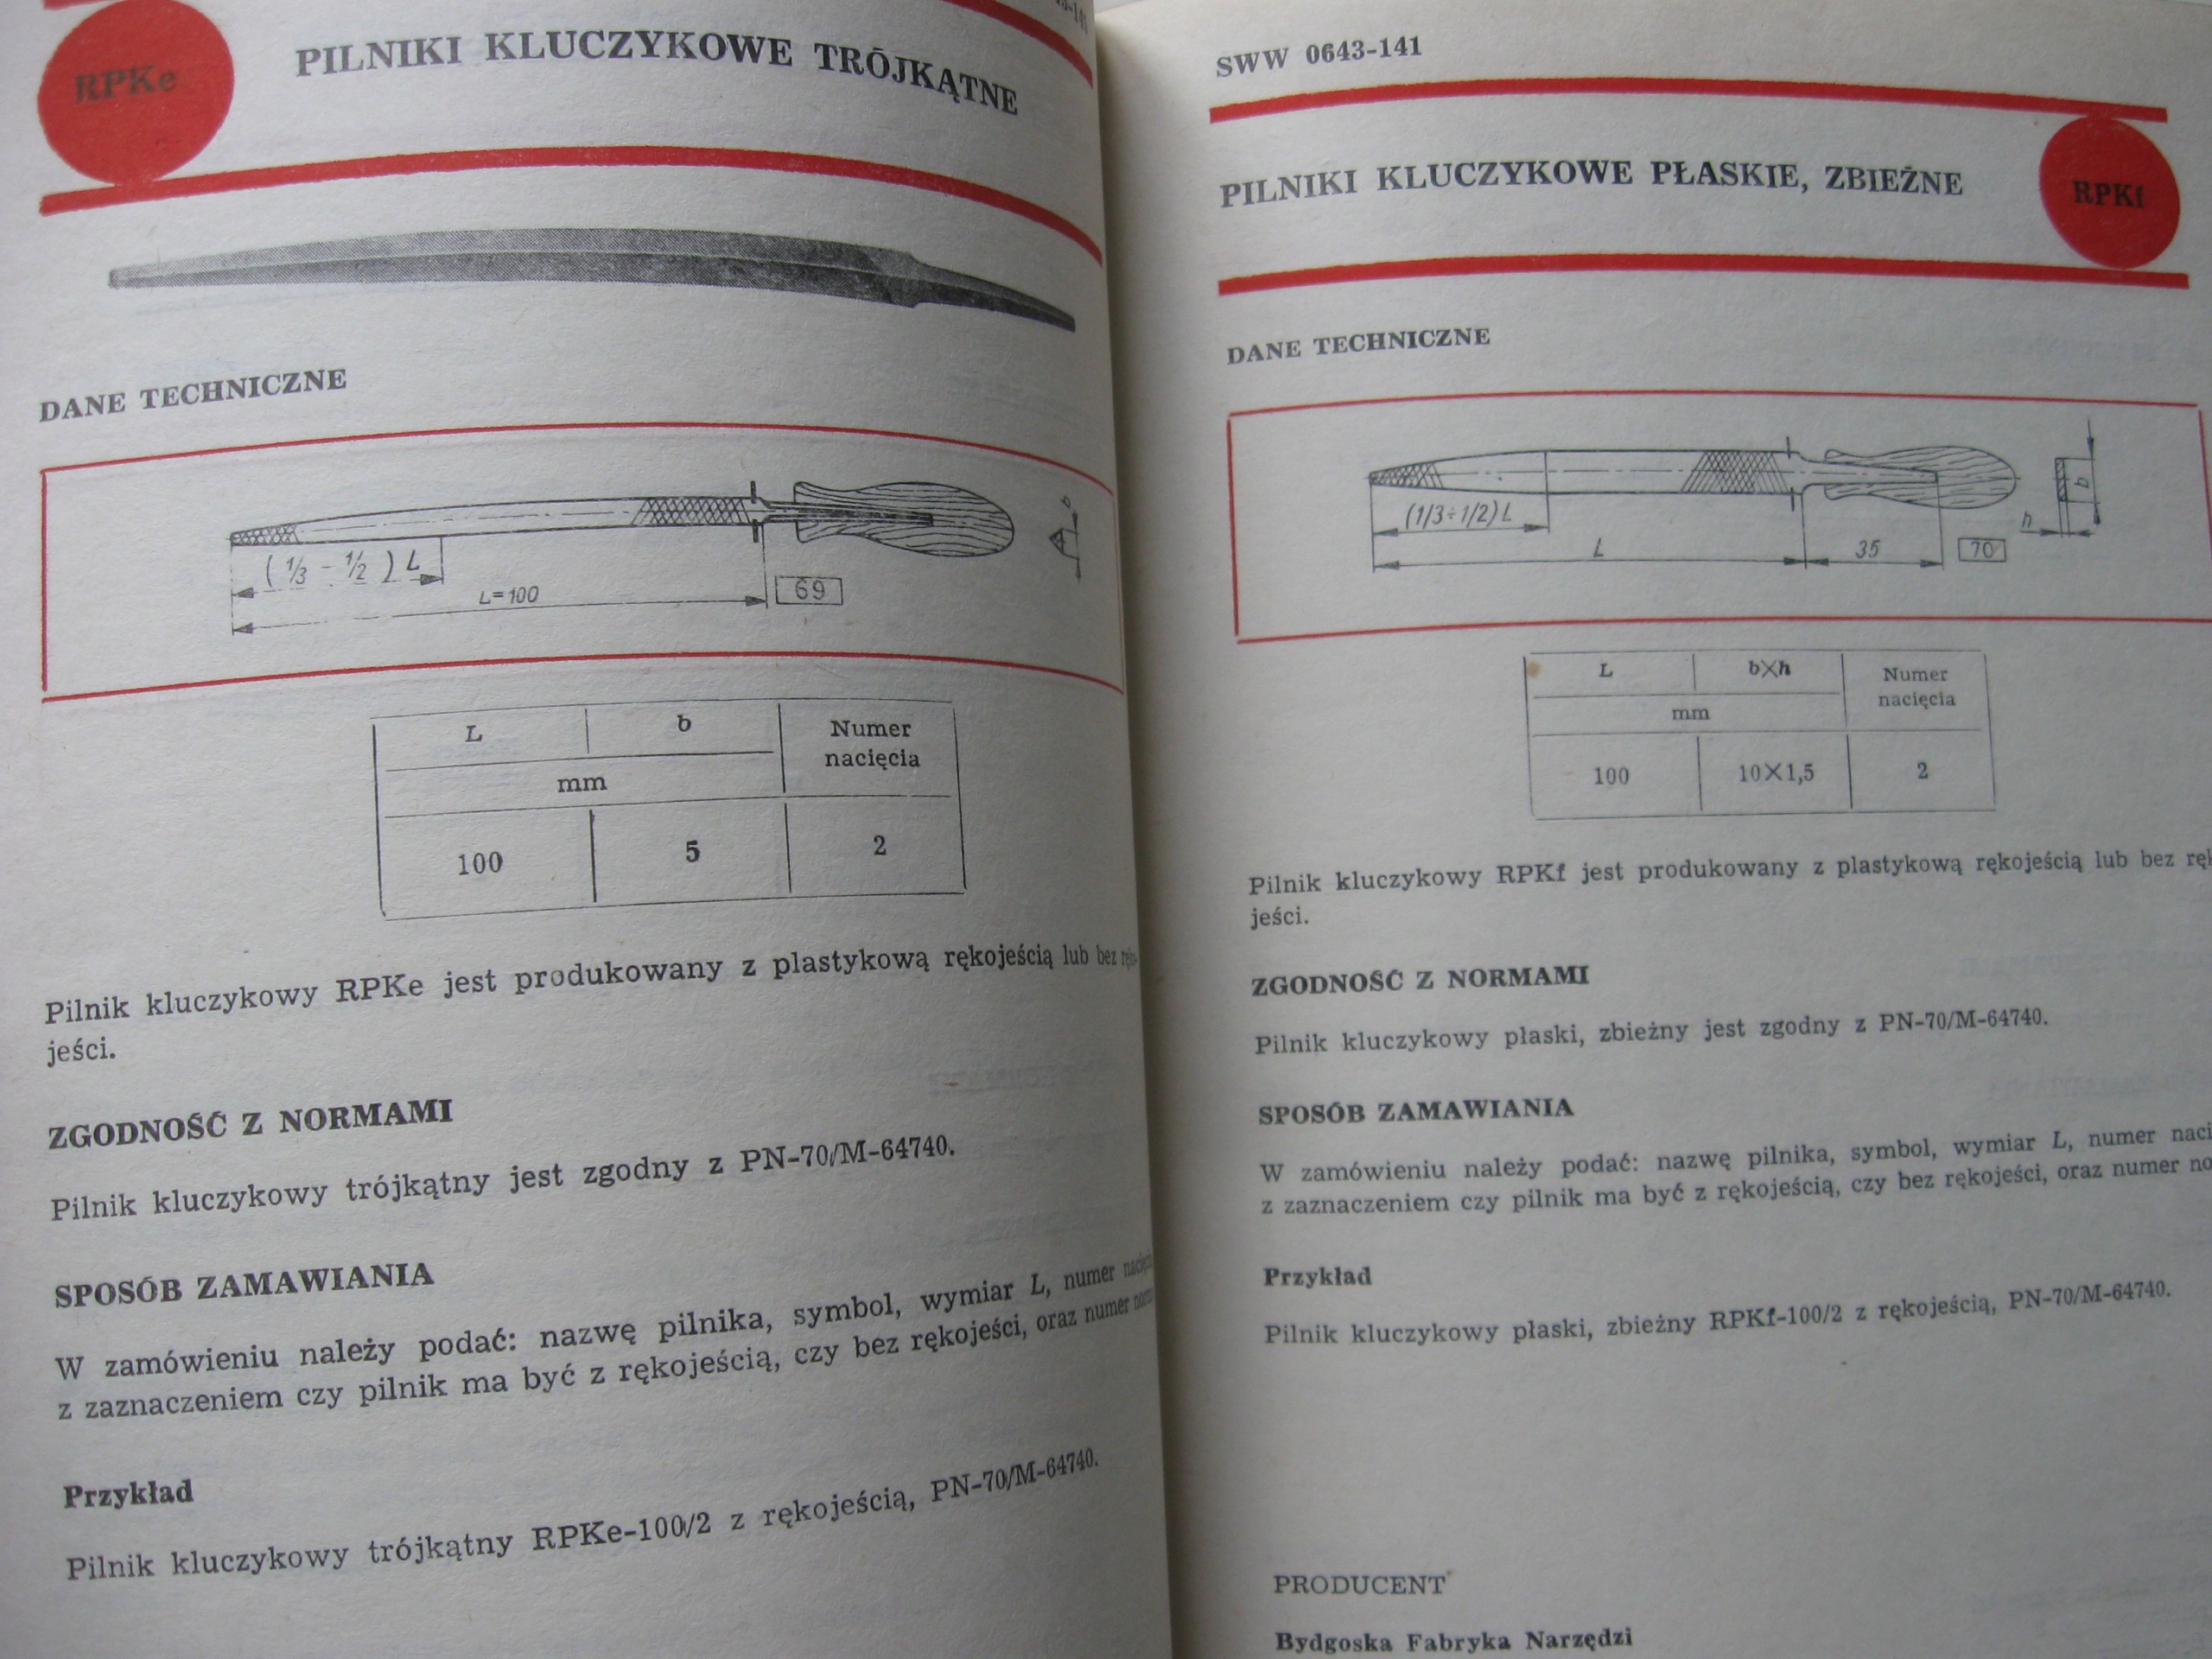 RPKe
PILNIKI KLUCZYKOWE TRÓJKĄTNE
DANE TECHNICZNE
(1/3 - 1/2) L
L=100
69
b
L b Numer
nacięcia
mm
100 5 2
Pilnik kluczykowy RPKe jest produkowany z plastykową rękojeścią lub bez
jeści.
ZGODNOŚĆ Z NORMAMI
Pilnik kluczykowy trójkątny jest zgodny z PN-70/M-64740.
SPOSÓB ZAMAWIANIA
W zamówieniu należy podać: nazwę pilnika, symbol, wymiar L, numer
z zaznaczeniem czy pilnik ma być z rękojeścią, czy bez rękojeści, oraz numer
Przykład
Pilnik kluczykowy trójkątny RPKe-100/2 z rękojeścią, PN-70/M-64740.
SWW 0643-141
PILNIKI KLUCZYKOWE PŁASKIE, ZBIEŻNE
RPKf
DANE TECHNICZNE
(1/3÷1/2) L
L
35
70
h
b
L b×h Numer
nacięcia
mm
100 10×1,5 2
Pilnik kluczykowy RPKf jest produkowany z plastykową rękojeścią lub bez
jeści.
ZGODNOŚĆ Z NORMAMI
Pilnik kluczykowy płaski, zbieżny jest zgodny z PN-70/M-64740.
SPOSÓB ZAMAWIANIA
W zamówieniu należy podać: nazwę pilnika, symbol, wymiar L, numer naci
z zaznaczeniem czy pilnik ma być z rękojeścią, czy bez rękojeści, oraz numer no
Przykład
Pilnik kluczykowy płaski, zbieżny RPKf-100/2 z rękojeścią, PN-70/M-64740.
PRODUCENT
Bydgoska Fabryka Narzędzi